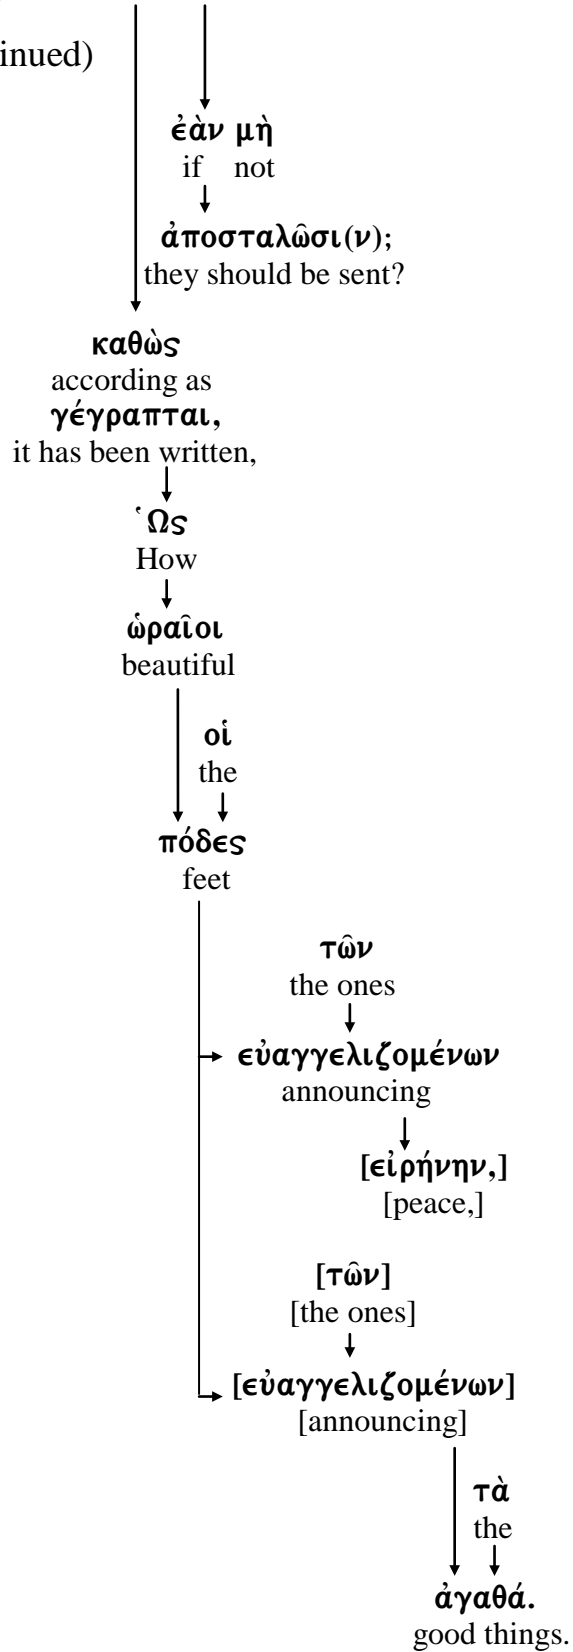 inued)
ἐὰν μὴ
if not
ἀποσταλῶσι(ν);
they should be sent?
καθὼς
according as
γέγραπται,
it has been written,
Ὡς
How
ὡραῖοι
beautiful
οἱ
the
πόδες
feet
τῶν
the ones
εὐαγγελιζομένων
announcing
[εἰρήνην,]
[peace,]
[τῶν]
[the ones]
[εὐαγγελιζομένων]
[announcing]
τὰ
the
ἀγαθά.
good things.